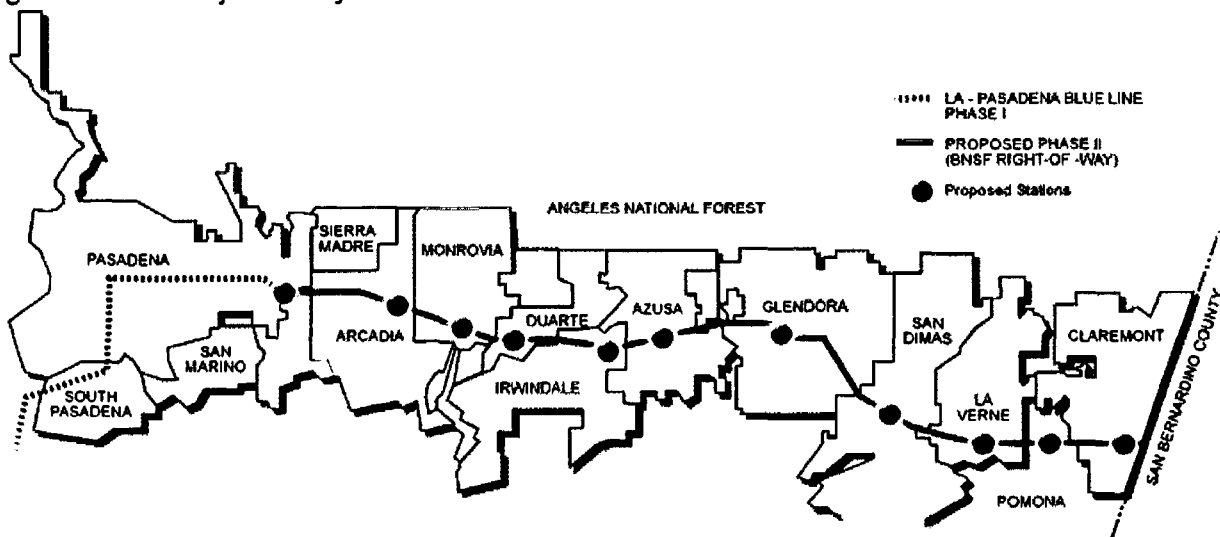 LA - PASADENA BLUE LINE
PHASE I
PROPOSED PHASE II
(BNSF RIGHT-OF -WAY)
Proposed Stations
ANGELES NATIONAL FOREST
SIERRA
MADRE
MONROVIA
PASADENA
ARCADIA
DUARTE
AZUSA
GLENDORA
SAN
DIMAS
CLAREMONT
SAN
MARINO
SOUTH
PASADENA
IRWINDALE
LA
VERNE
POMONA
SAN BERNARDINO COUNTY